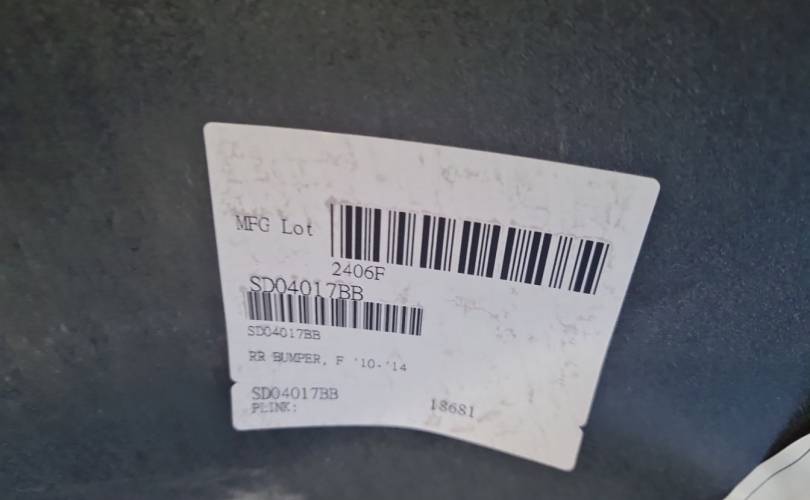 MFG Lot
2406F
SD04017BB
SD04017BB
RR BUMPER, F '10-'14
SD04017BB
PLINK: 18681